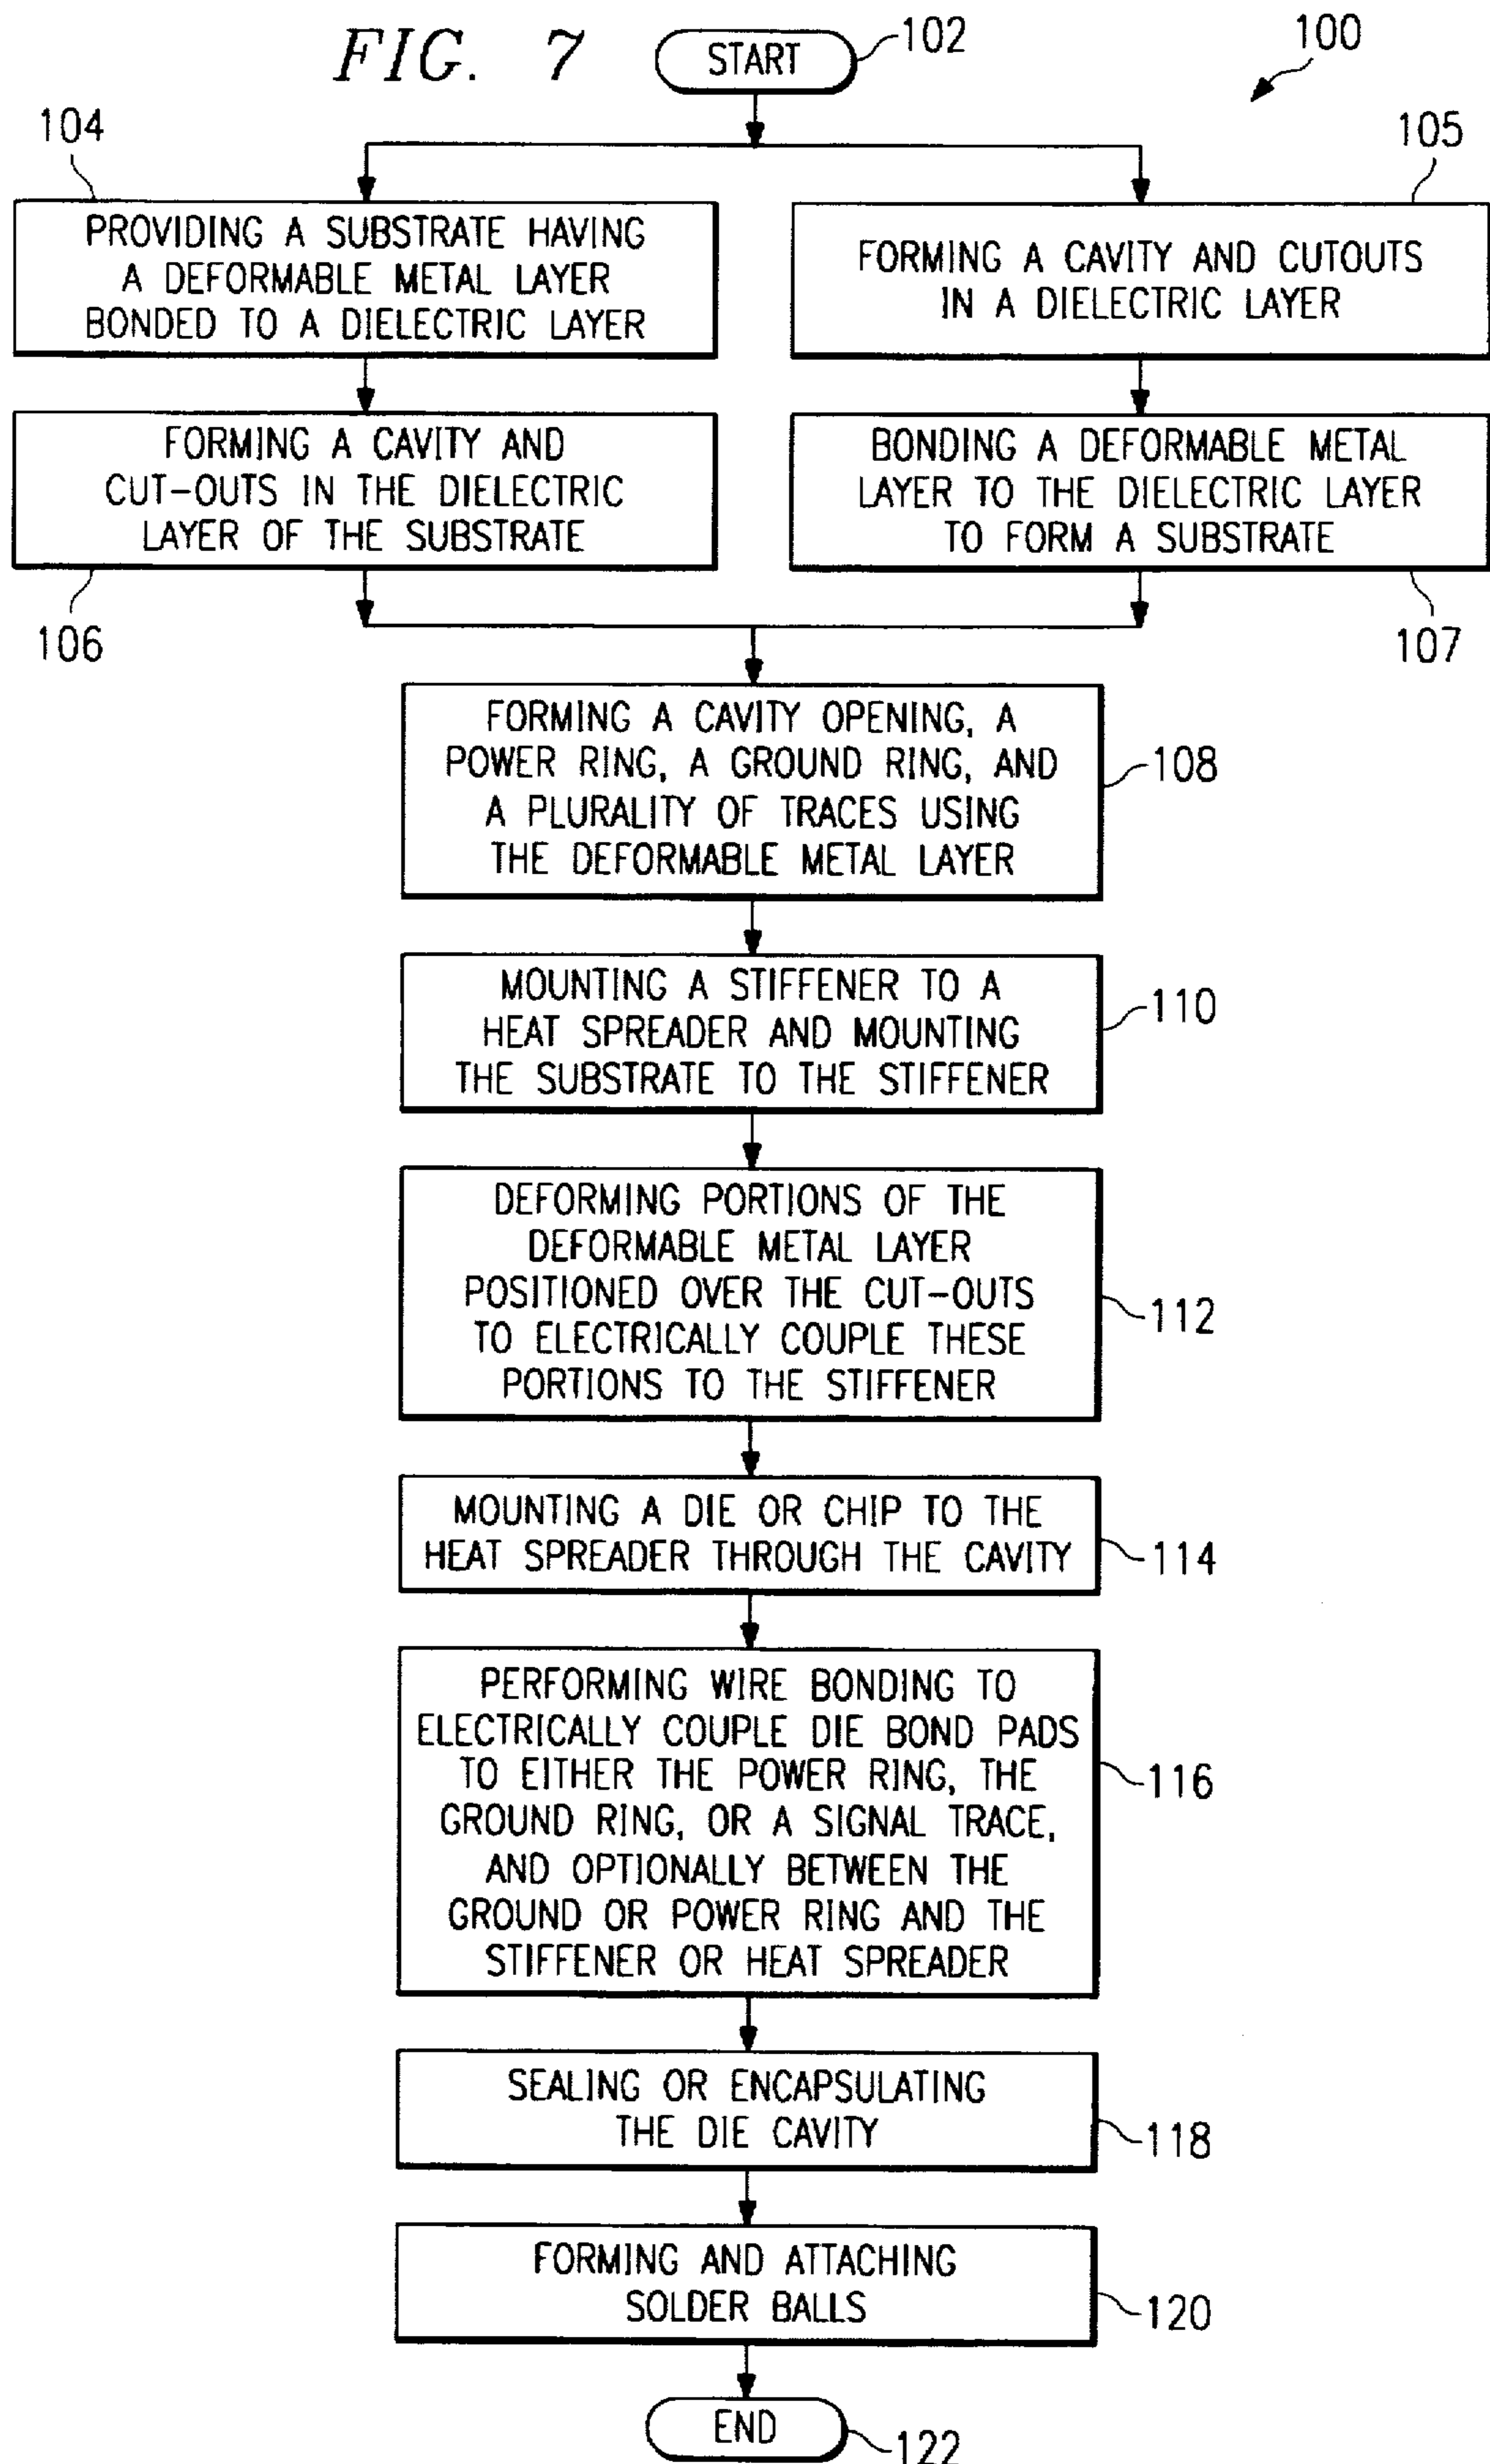 FIG. 7
START
102
100
104
PROVIDING A SUBSTRATE HAVING
A DEFORMABLE METAL LAYER
BONDED TO A DIELECTRIC LAYER
105
FORMING A CAVITY AND CUTOUTS
IN A DIELECTRIC LAYER
FORMING A CAVITY AND
CUT-OUTS IN THE DIELECTRIC
LAYER OF THE SUBSTRATE
106
BONDING A DEFORMABLE METAL
LAYER TO THE DIELECTRIC LAYER
TO FORM A SUBSTRATE
107
FORMING A CAVITY OPENING, A
POWER RING, A GROUND RING, AND
A PLURALITY OF TRACES USING
THE DEFORMABLE METAL LAYER
108
MOUNTING A STIFFENER TO A
HEAT SPREADER AND MOUNTING
THE SUBSTRATE TO THE STIFFENER
110
DEFORMING PORTIONS OF THE
DEFORMABLE METAL LAYER
POSITIONED OVER THE CUT-OUTS
TO ELECTRICALLY COUPLE THESE
PORTIONS TO THE STIFFENER
112
MOUNTING A DIE OR CHIP TO THE
HEAT SPREADER THROUGH THE CAVITY
114
PERFORMING WIRE BONDING TO
ELECTRICALLY COUPLE DIE BOND PADS
TO EITHER THE POWER RING, THE
GROUND RING, OR A SIGNAL TRACE,
AND OPTIONALLY BETWEEN THE
GROUND OR POWER RING AND THE
STIFFENER OR HEAT SPREADER
116
SEALING OR ENCAPSULATING
THE DIE CAVITY
118
FORMING AND ATTACHING
SOLDER BALLS
120
END
122